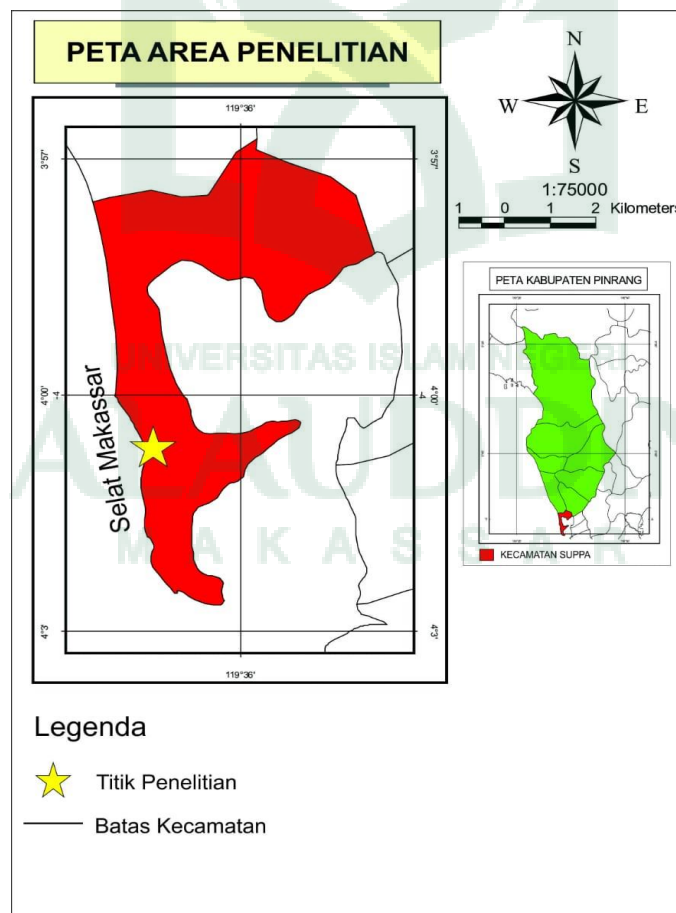 PETA AREA PENELITIAN
N
W E
S
1:75000
1 0 1 2 Kilometers
119°36'
3°57' 3°57'
4°00' 4°00'
4°3' 4°3'
119°36'
Selat Makassar
PETA KABUPATEN PINRANG
KECAMATAN SUPPA
UNIVERSITAS ISLAM NEGERI
ALAUDDIN
MAKASSAR
Legenda
Titik Penelitian
Batas Kecamatan